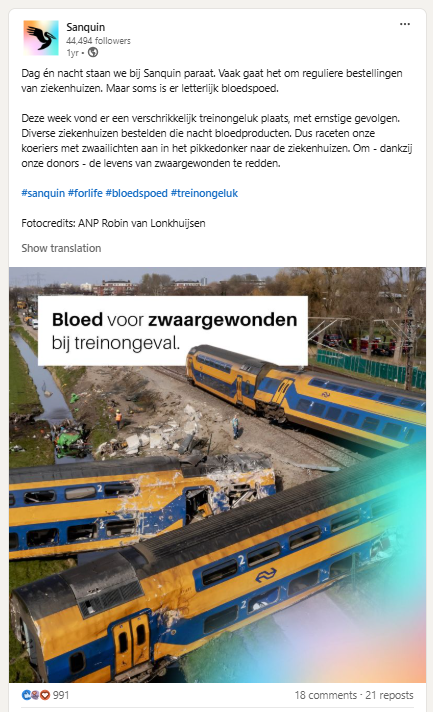 Sanquin
44,494 followers
1yr •
Dag én nacht staan we bij Sanquin paraat. Vaak gaat het om reguliere bestellingen
van ziekenhuizen. Maar soms is er letterlijk bloedspoed.
Deze week vond er een verschrikkelijk treinongeluk plaats, met ernstige gevolgen.
Diverse ziekenhuizen bestelden die nacht bloedproducten. Dus raceten onze
koeriers met zwaailichten aan in het pikkedonker naar de ziekenhuizen. Om - dankzij
onze donors - de levens van zwaargewonden te redden.
#sanquin #forlife #bloedspoed #treinongeluk
Fotocredits: ANP Robin van Lonkhuijsen
Show translation
Bloed voor zwaargewonden
bij treinongeval.
2
2
2
2
991
18 comments · 21 reposts